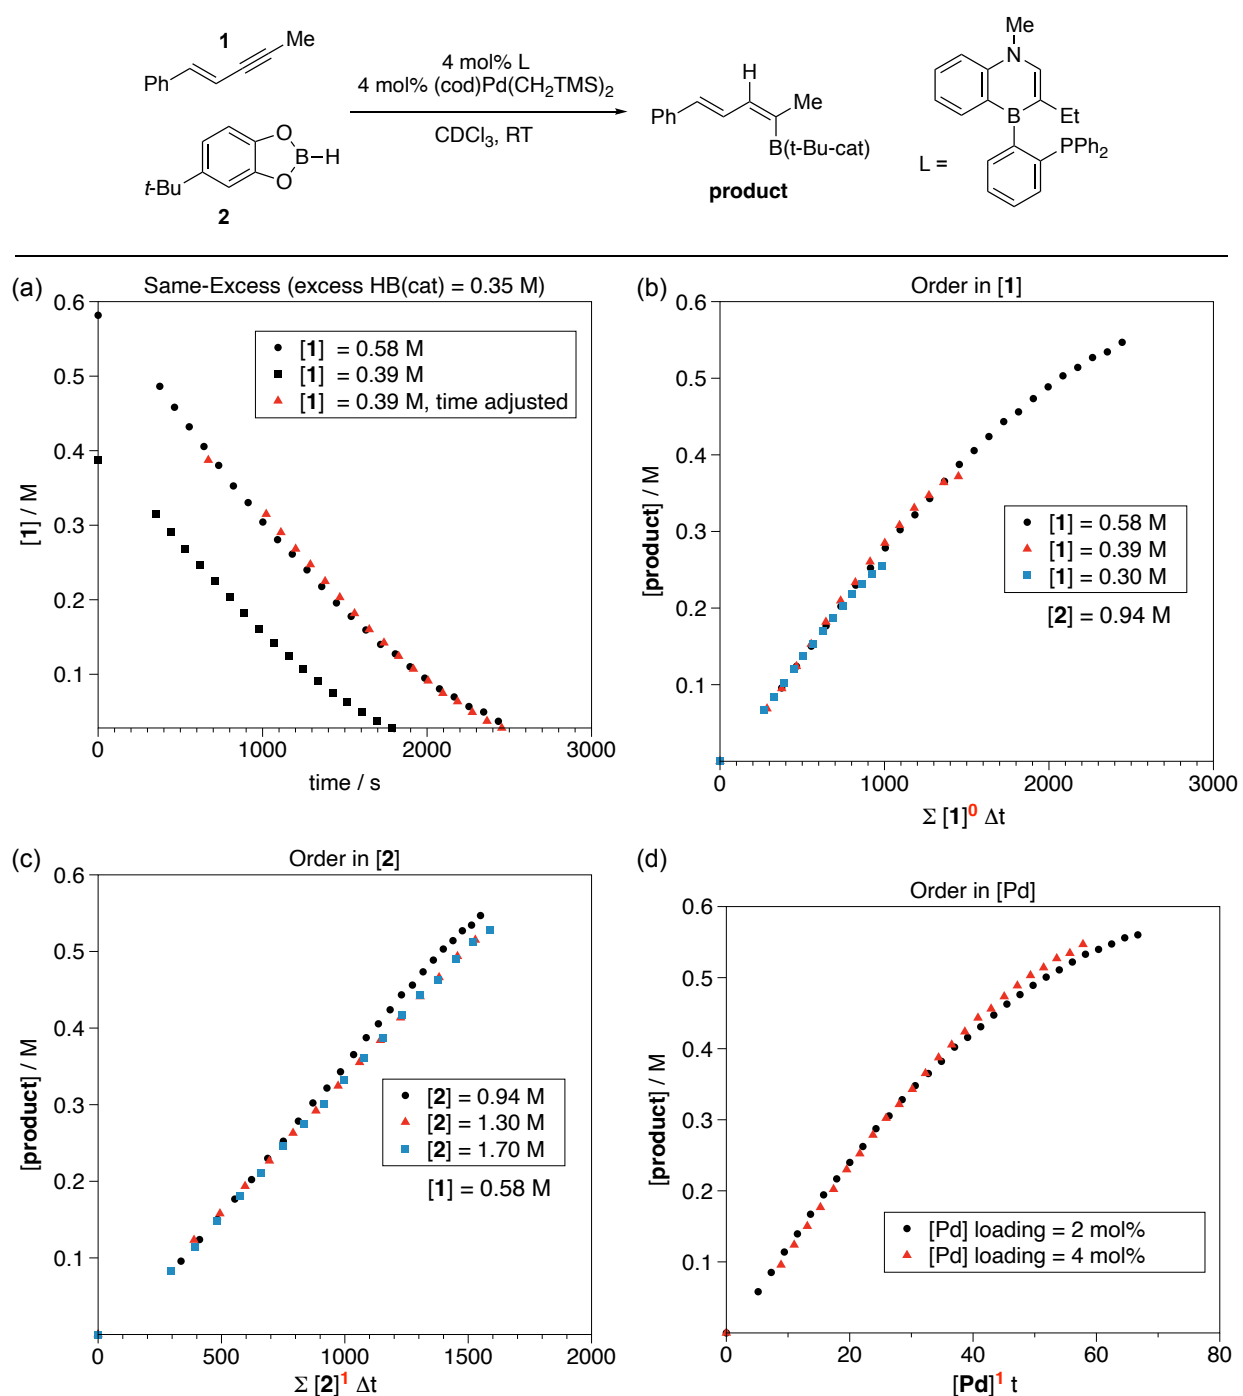 1
Me
Ph
O
B-H
O
t-Bu
2
4 mol% L
4 mol% (cod)Pd(CH₂TMS)₂
CDCl₃, RT
H
Ph
Me
B(t-Bu-cat)
product
L =
Me
N
B
Et
PPh₂
(a)
Same-Excess (excess HB(cat) = 0.35 M)
[1] = 0.58 M
[1] = 0.39 M
[1] = 0.39 M, time adjusted
0.6
0.5
0.4
0.3
0.2
0.1
[1] / M
0 1000 2000 3000
time / s
(b)
Order in [1]
0.6
0.5
0.4
0.3
0.2
0.1
[product] / M
[1] = 0.58 M
[1] = 0.39 M
[1] = 0.30 M
[2] = 0.94 M
0 1000 2000 3000
Σ [1]⁰ Δt
(c)
Order in [2]
0.6
0.5
0.4
0.3
0.2
0.1
[product] / M
[2] = 0.94 M
[2] = 1.30 M
[2] = 1.70 M
[1] = 0.58 M
0 500 1000 1500 2000
Σ [2]¹ Δt
(d)
Order in [Pd]
0.6
0.5
0.4
0.3
0.2
0.1
[product] / M
[Pd] loading = 2 mol%
[Pd] loading = 4 mol%
0 20 40 60 80
[Pd]¹ t